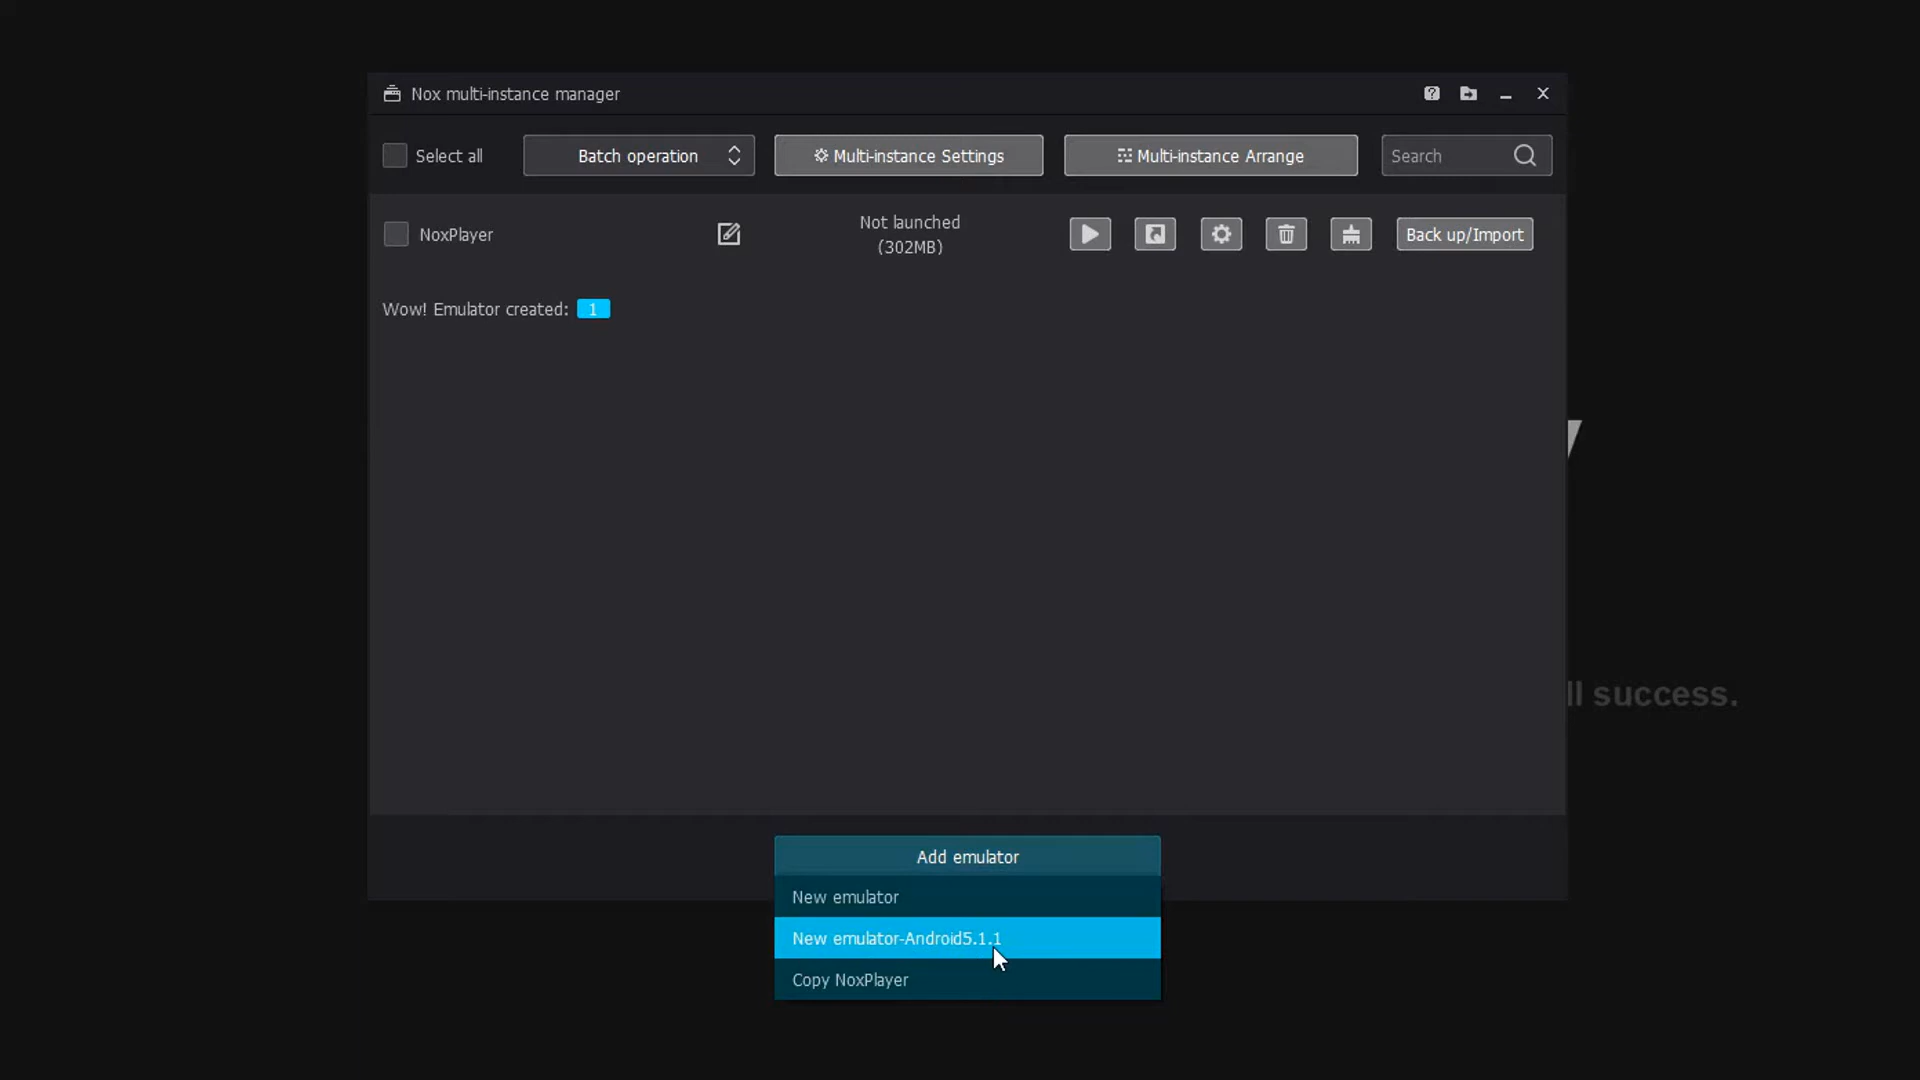 Nox multi-instance manager
Select all
Batch operation
Multi-instance Settings
Multi-instance Arrange
Search
NoxPlayer
Not launched
(302MB)
Back up/Import
Wow! Emulator created: 1
ll success.
Add emulator
New emulator
New emulator-Android5.1.1
Copy NoxPlayer